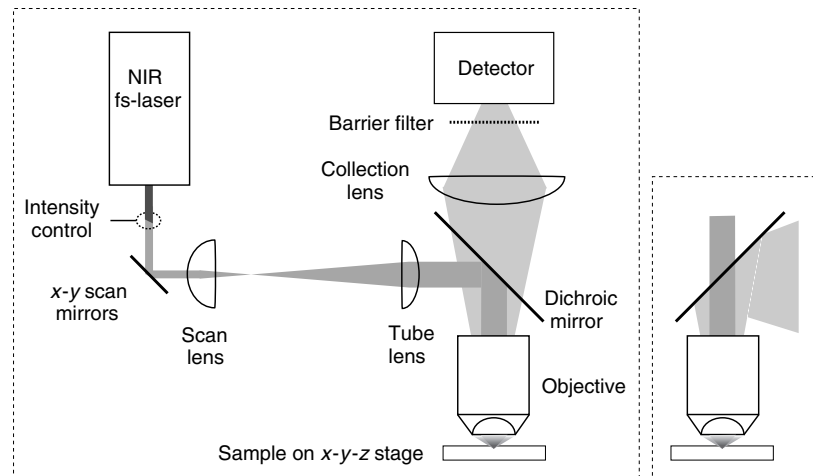 NIR
fs-laser
Detector
Barrier filter
Collection
lens
Intensity
control
x-y scan
mirrors
Scan
lens
Tube
lens
Dichroic
mirror
Objective
Sample on x-y-z stage